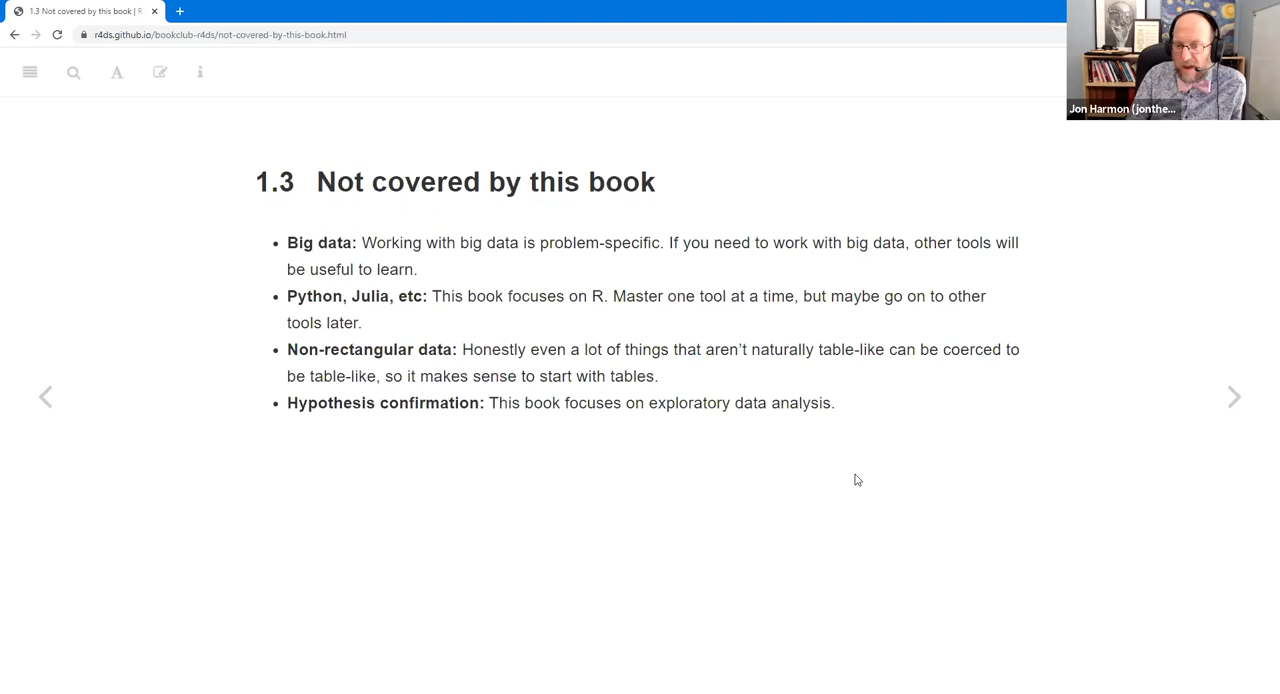 1.3 Not covered by this book | R
r4ds.github.io/bookclub-r4ds/not-covered-by-this-book.html
Jon Harmon (jonthe...
1.3 Not covered by this book
• Big data: Working with big data is problem-specific. If you need to work with big data, other tools will
be useful to learn.
• Python, Julia, etc: This book focuses on R. Master one tool at a time, but maybe go on to other
tools later.
• Non-rectangular data: Honestly even a lot of things that aren’t naturally table-like can be coerced to
be table-like, so it makes sense to start with tables.
• Hypothesis confirmation: This book focuses on exploratory data analysis.